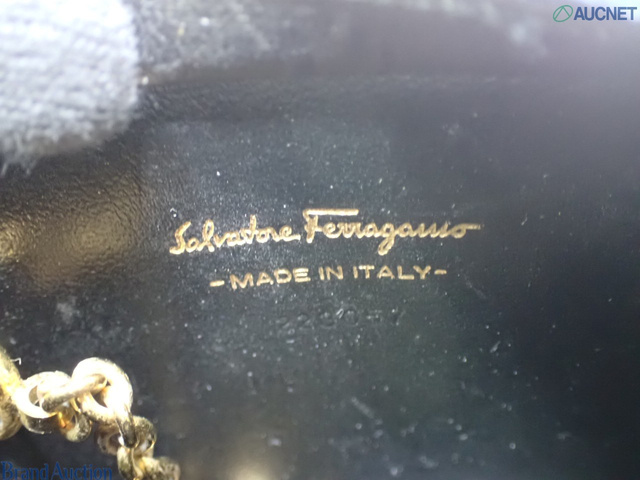 AUCNET
Salvatore Ferragamo
- MADE IN ITALY -
Brand Auction